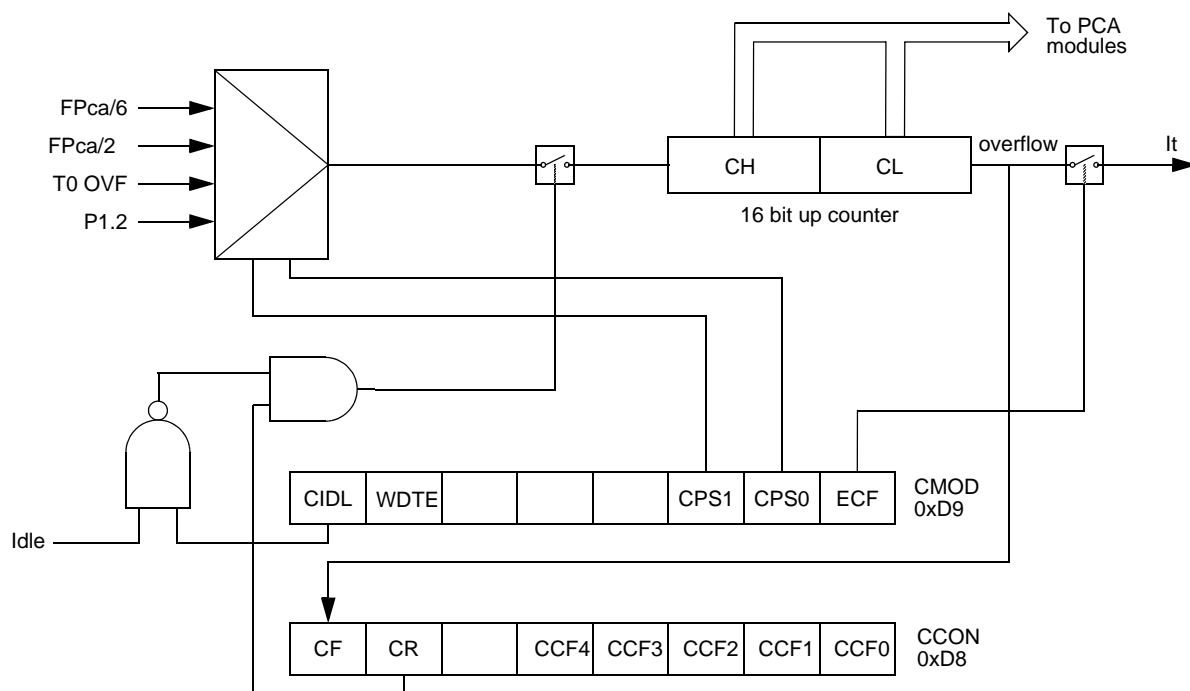 To PCA
modules
FPca/6
FPca/2
T0 OVF
P1.2
CH
CL
overflow
It
16 bit up counter
CIDL
WDTE
CPS1
CPS0
ECF
CMOD
0xD9
Idle
CF
CR
CCF4
CCF3
CCF2
CCF1
CCF0
CCON
0xD8